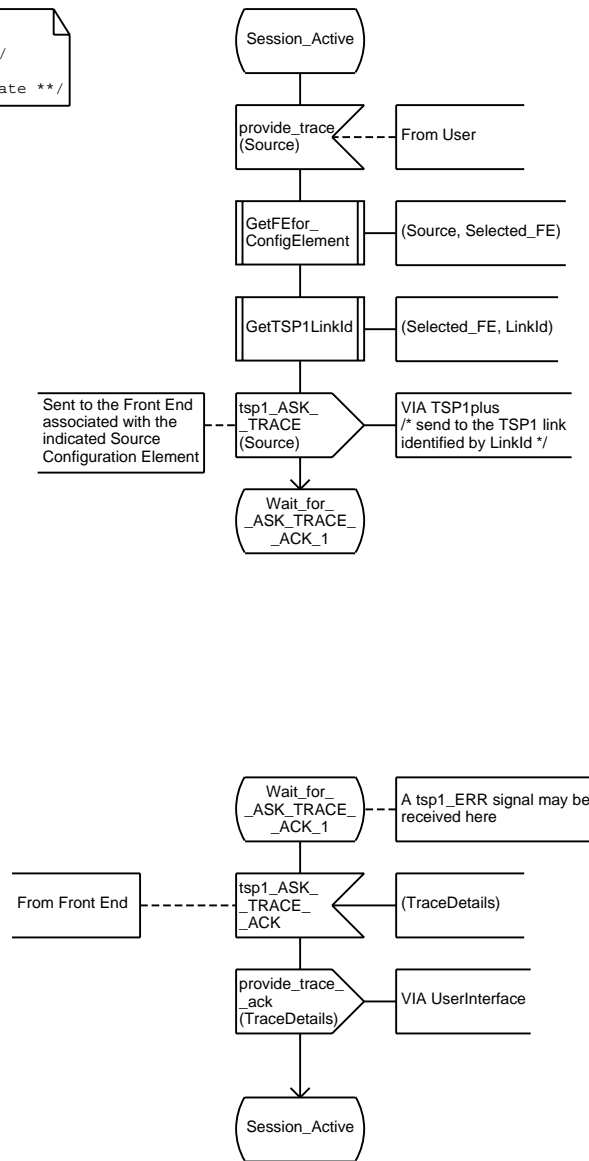 /
ate **/
Session_Active
provide_trace
(Source)
From User
GetFEfor_
ConfigElement
(Source, Selected_FE)
GetTSP1LinkId
(Selected_FE, LinkId)
Sent to the Front End
associated with the
indicated Source
Configuration Element
tsp1_ASK_
_TRACE
(Source)
VIA TSP1plus
/* send to the TSP1 link
identified by LinkId */
Wait_for_
_ASK_TRACE_
_ACK_1
Wait_for_
_ASK_TRACE_
_ACK_1
A tsp1_ERR signal may be
received here
From Front End
tsp1_ASK_
_TRACE_
_ACK
(TraceDetails)
provide_trace_
_ack
(TraceDetails)
VIA UserInterface
Session_Active